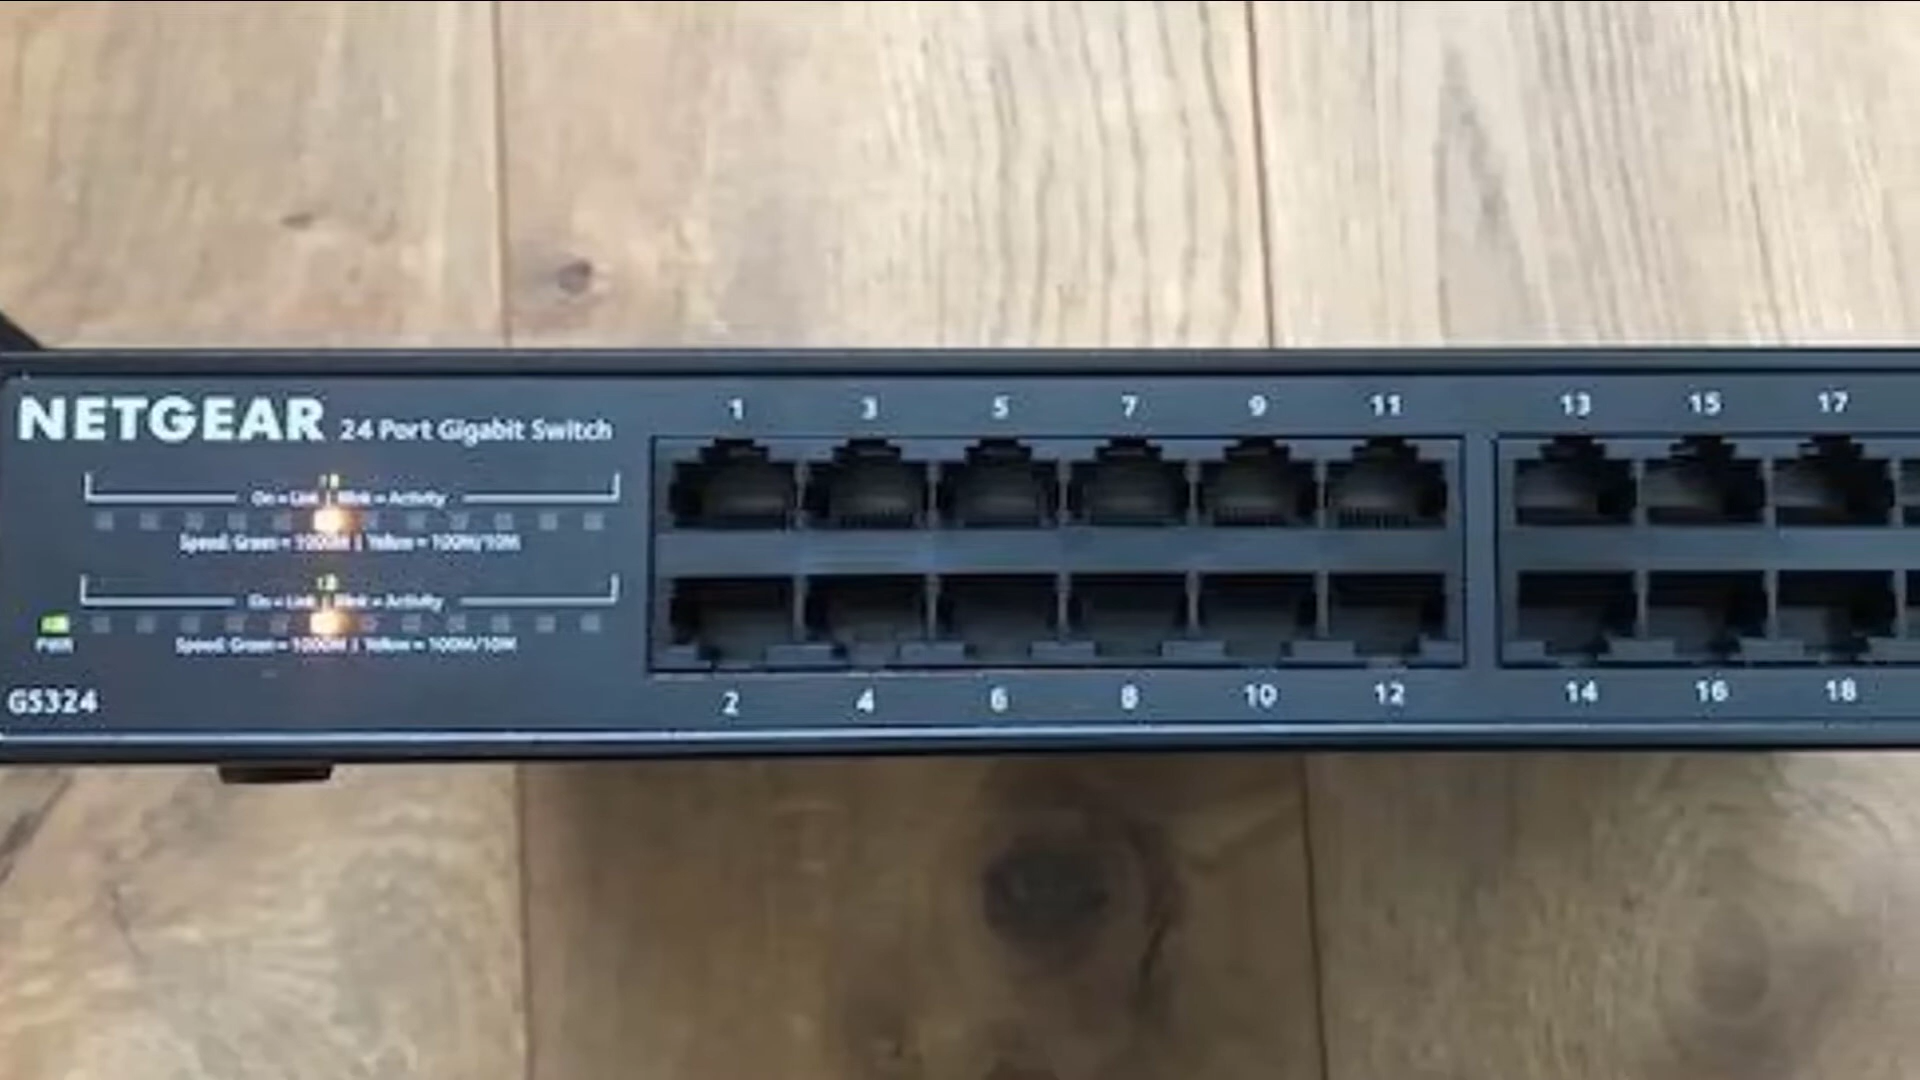 NETGEAR 24 Port Gigabit Switch
On = Link | Blink = Activity
Speed: Green = 1000M | Yellow = 100M/10M
On = Link | Blink = Activity
PWR
Speed: Green = 1000M | Yellow = 100M/10M
GS324
1 3 5 7 9 11 13 15 17
2 4 6 8 10 12 14 16 18